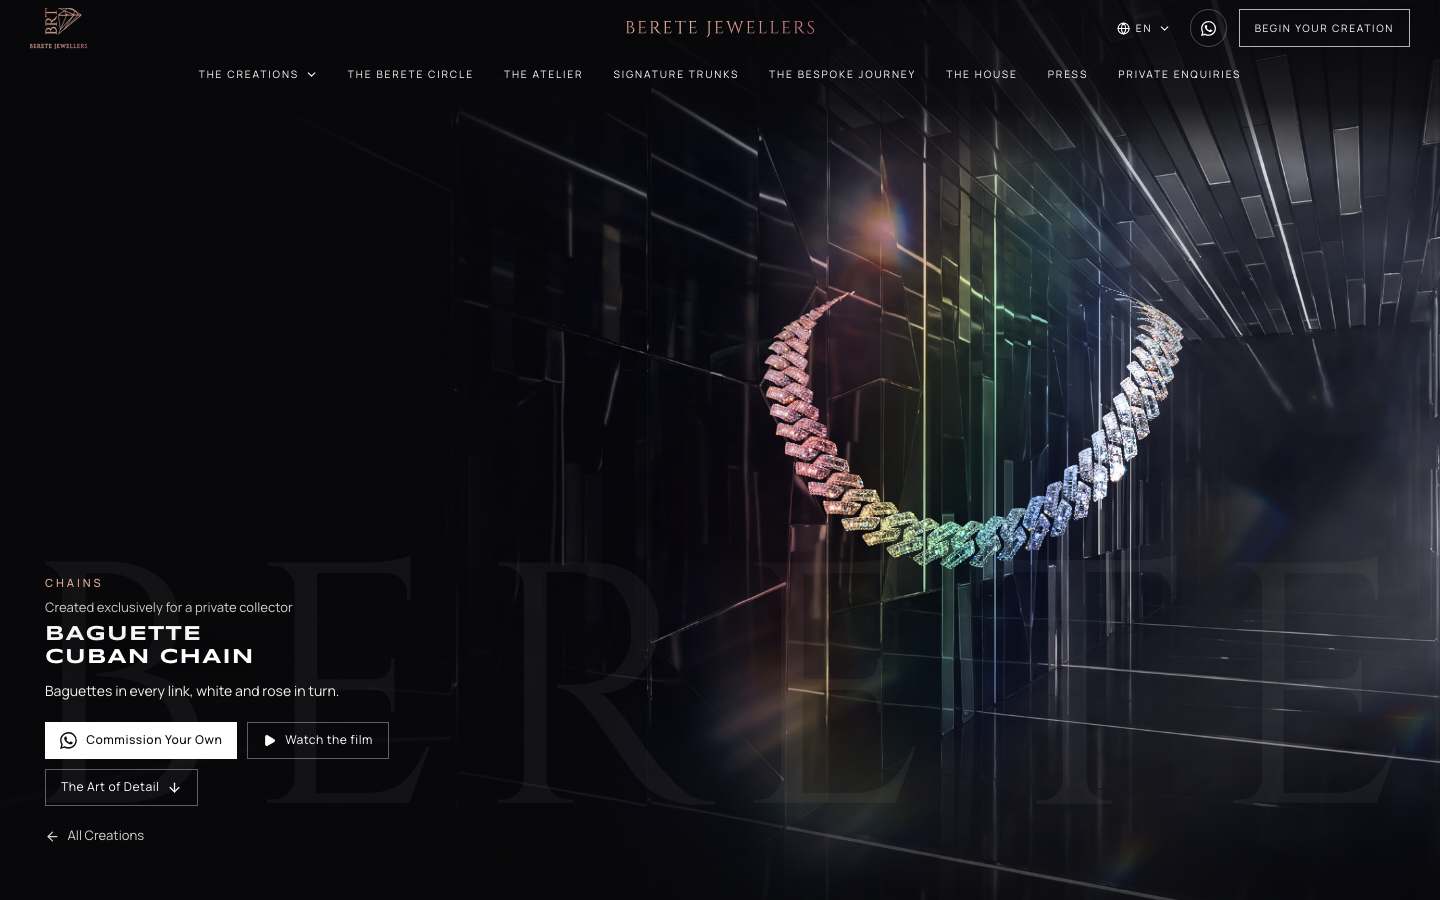 BRT
BERETE JEWELLERS
BERETE JEWELLERS
EN
BEGIN YOUR CREATION
THE CREATIONS
THE BERETE CIRCLE
THE ATELIER
SIGNATURE TRUNKS
THE BESPOKE JOURNEY
THE HOUSE
PRESS
PRIVATE ENQUIRIES
BERETE
CHAINS
Created exclusively for a private collector
BAGUETTE
CUBAN CHAIN
Baguettes in every link, white and rose in turn.
Commission Your Own
Watch the film
The Art of Detail
All Creations